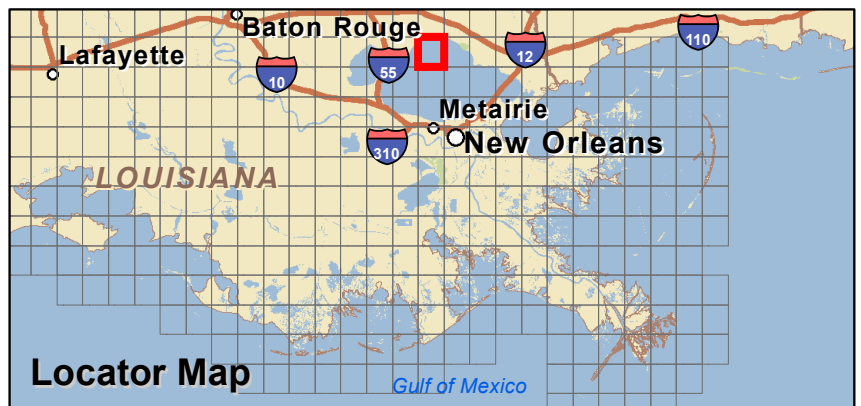 Baton Rouge
Lafayette
10
55
12
110
Metairie
New Orleans
310
LOUISIANA
Locator Map
Gulf of Mexico